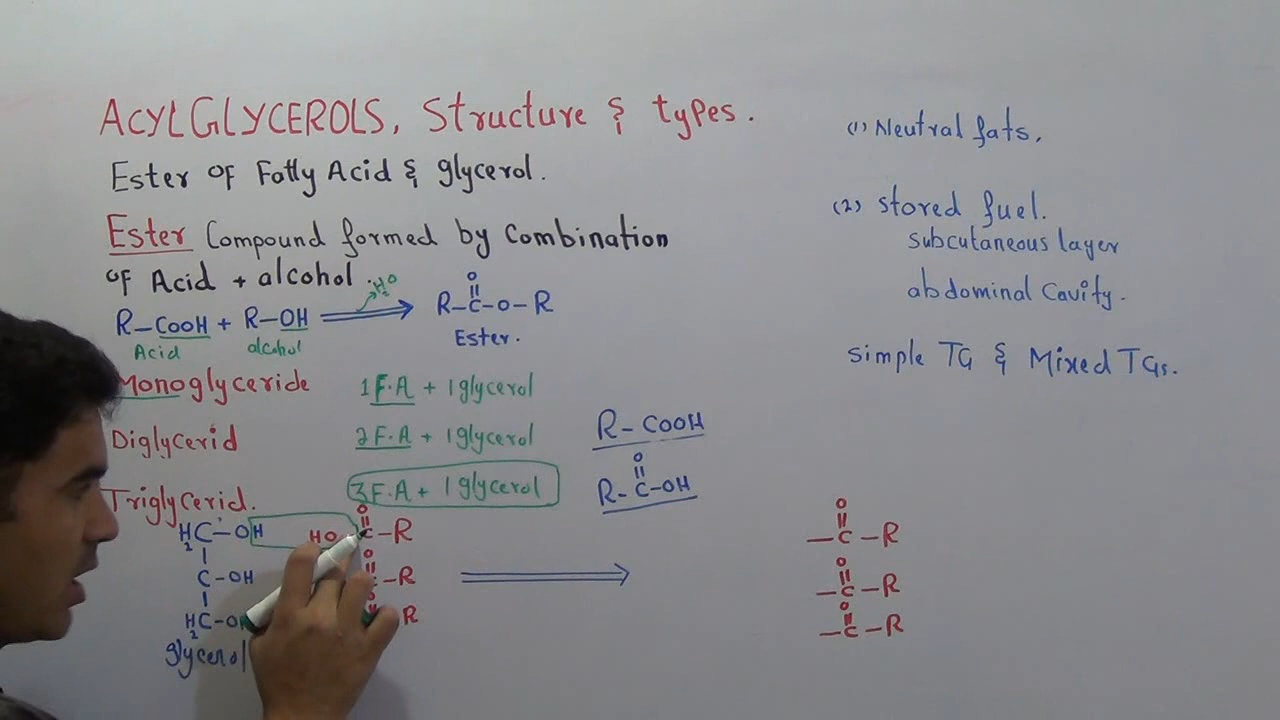 ACYLGLYCEROLS, Structure & types.
Ester of Fatty Acid & glycerol.
Ester Compound formed by Combination
of Acid + alcohol.
H2O
R–COOH + R–OH
Acid alcohol
O
R–C–O–R
Ester.
Monoglyceride 1 F.A + 1 glycerol
Diglycerid 2 F.A + 1 glycerol
Triglycerid. 3 F.A + 1 glycerol
R–COOH
O
R–C–OH
H2C–OH HO
O
C–R
C–OH
O
–R
H2C–O
R
glycerol
(1) Neutral fats.
(2) Stored fuel.
subcutaneous layer
abdominal Cavity.
Simple TG & Mixed TGs.
O
–C–R
O
–C–R
O
–C–R